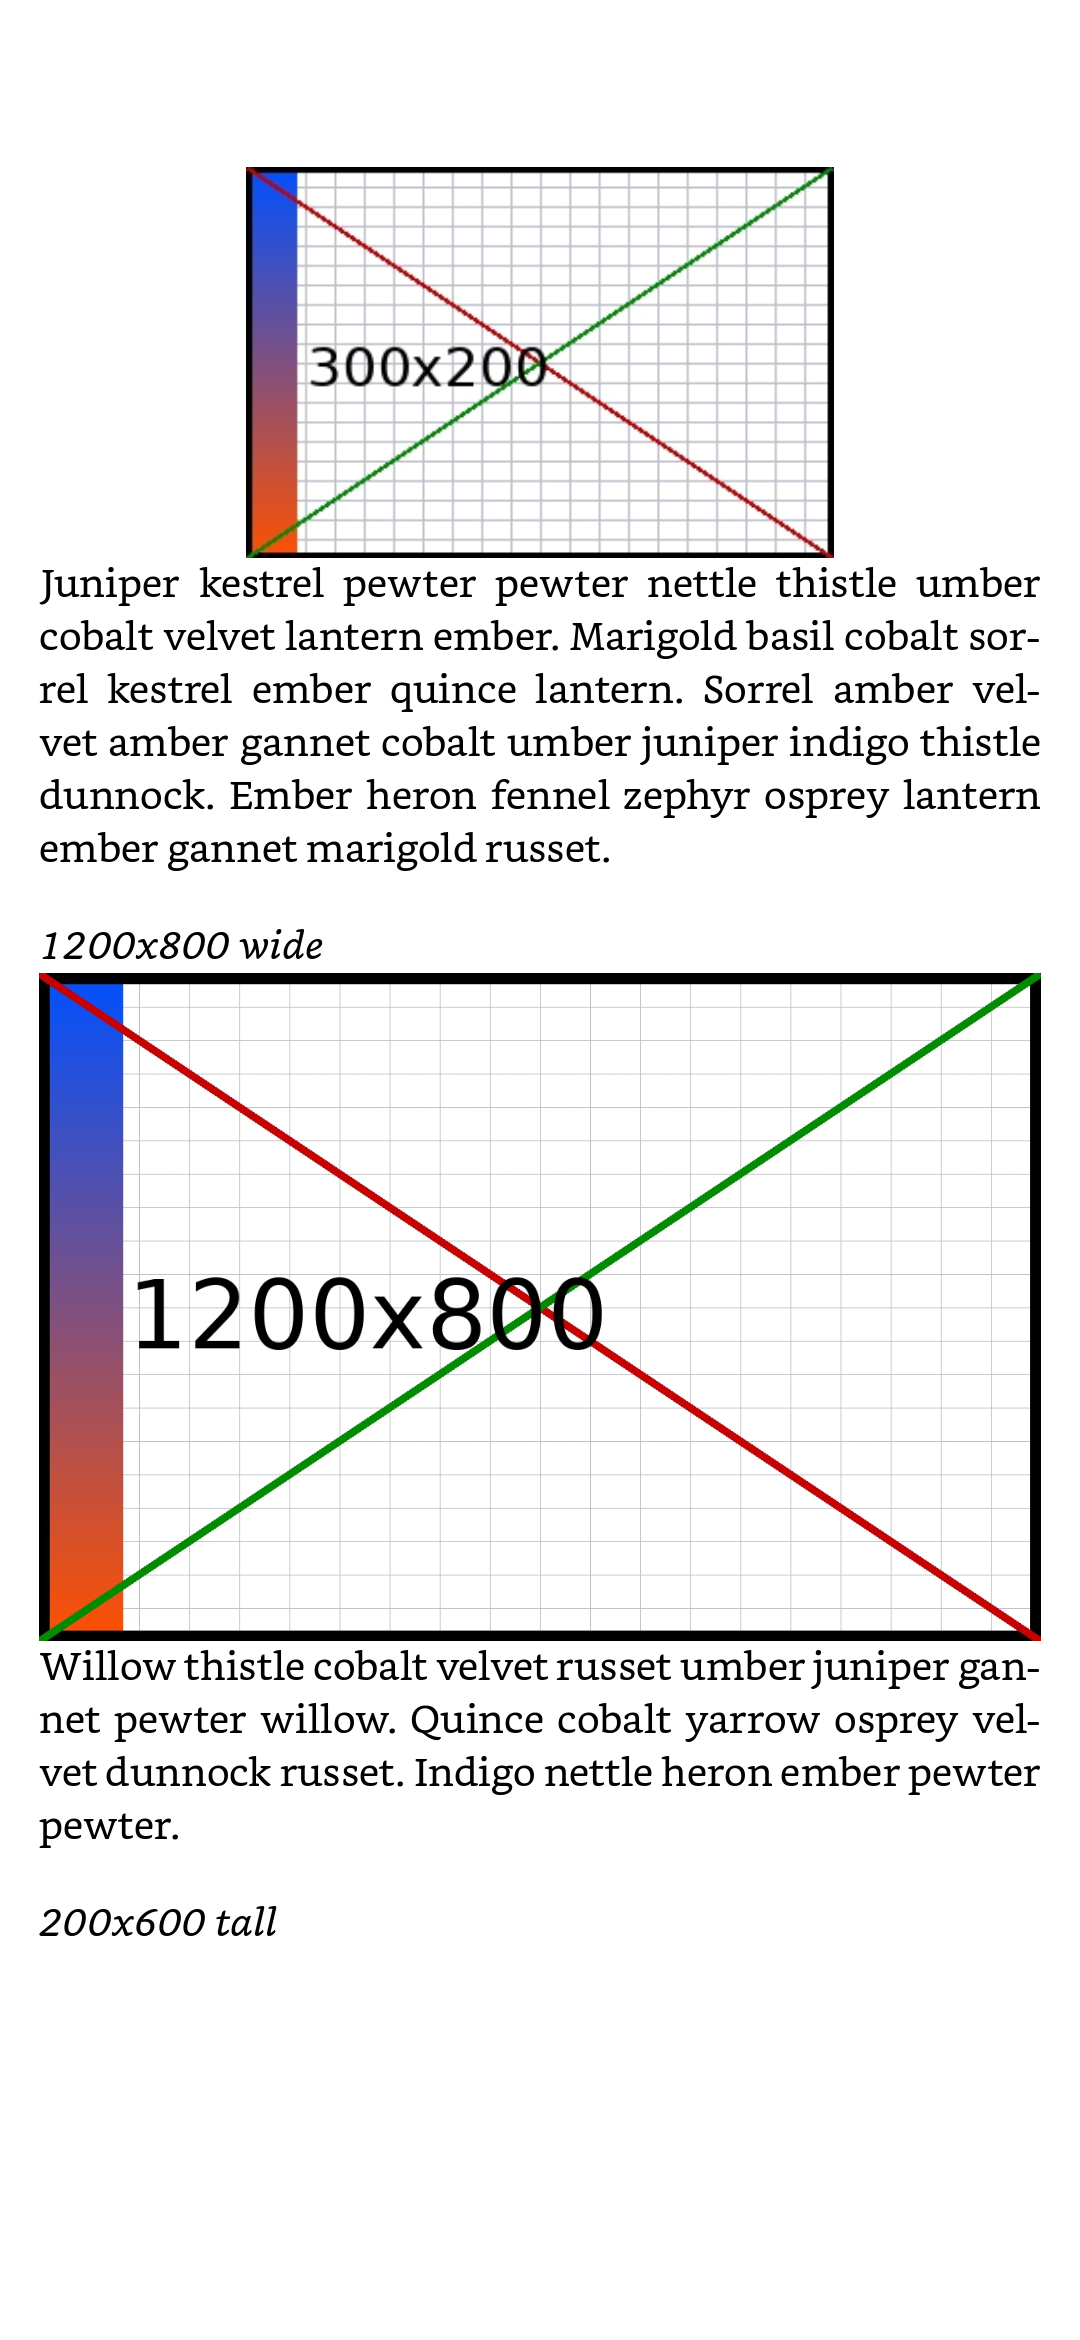 300x200
Juniper kestrel pewter pewter nettle thistle umber
cobalt velvet lantern ember. Marigold basil cobalt sor-
rel kestrel ember quince lantern. Sorrel amber vel-
vet amber gannet cobalt umber juniper indigo thistle
dunnock. Ember heron fennel zephyr osprey lantern
ember gannet marigold russet.
1200x800 wide
1200x800
Willow thistle cobalt velvet russet umber juniper gan-
net pewter willow. Quince cobalt yarrow osprey vel-
vet dunnock russet. Indigo nettle heron ember pewter
pewter.
200x600 tall